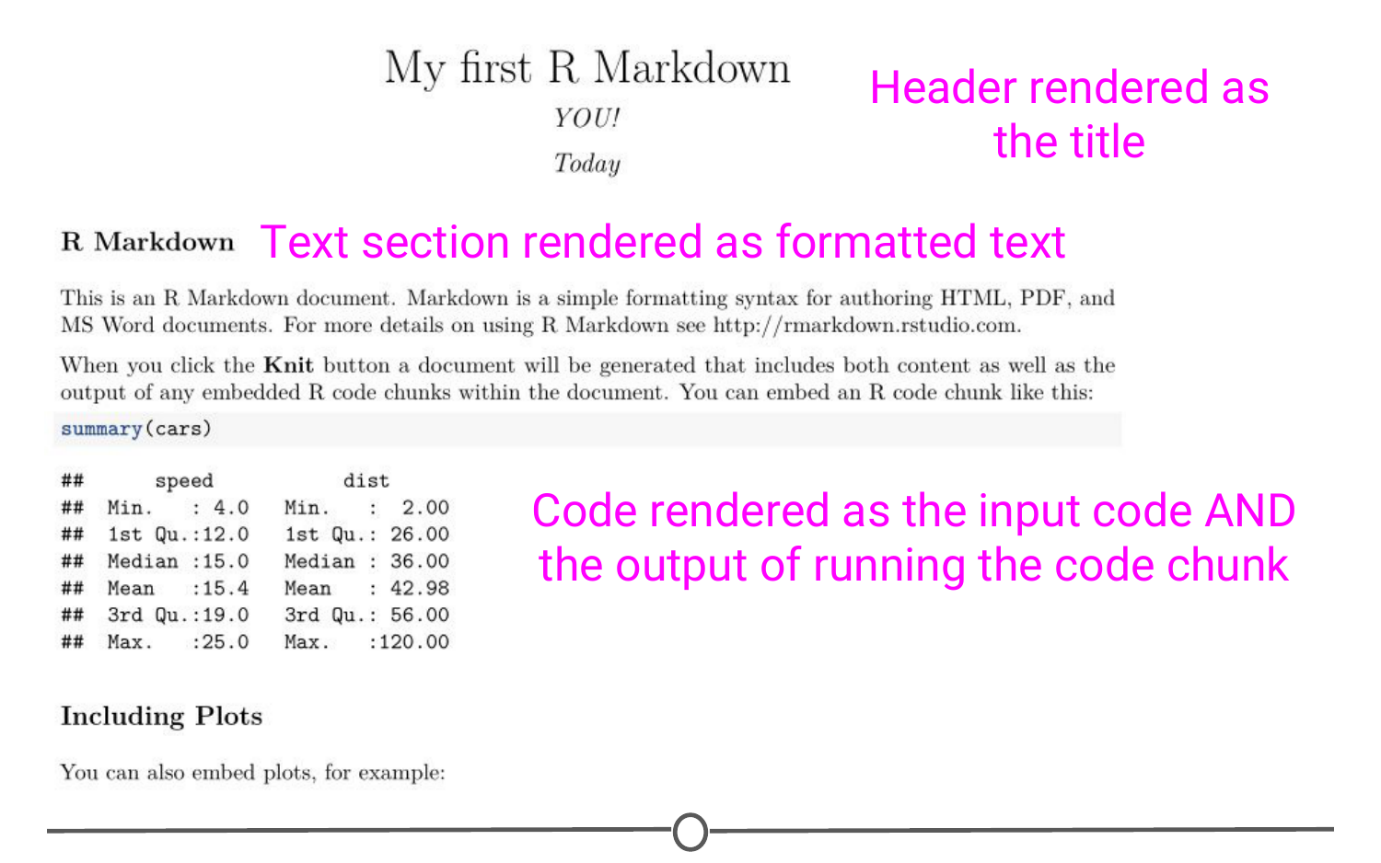 My first R Markdown
YOU!
Today
Header rendered as
the title
R Markdown
Text section rendered as formatted text
This is an R Markdown document. Markdown is a simple formatting syntax for authoring HTML, PDF, and
MS Word documents. For more details on using R Markdown see http://rmarkdown.rstudio.com.
When you click the Knit button a document will be generated that includes both content as well as the
output of any embedded R code chunks within the document. You can embed an R code chunk like this:
summary(cars)
##      speed           dist
##  Min.   : 4.0   Min.   :  2.00
##  1st Qu.:12.0   1st Qu.: 26.00
##  Median :15.0   Median : 36.00
##  Mean   :15.4   Mean   : 42.98
##  3rd Qu.:19.0   3rd Qu.: 56.00
##  Max.   :25.0   Max.   :120.00
Code rendered as the input code AND
the output of running the code chunk
Including Plots
You can also embed plots, for example: